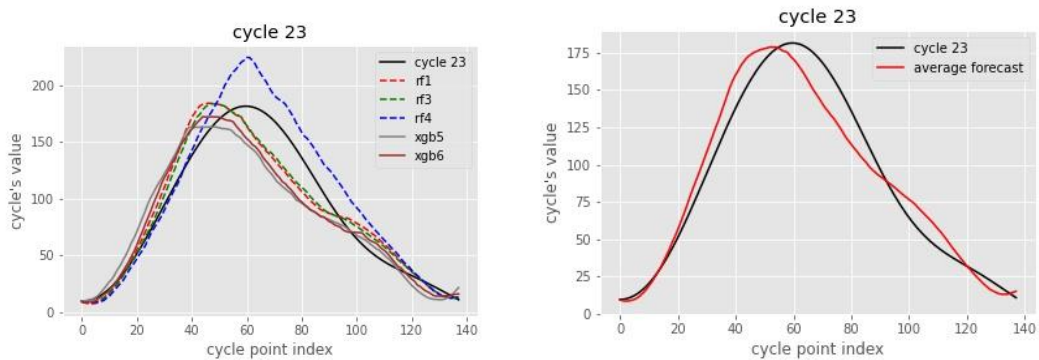 cycle 23
cycle's value
200
150
100
50
0
0
20
40
60
80
100
120
140
cycle point index
cycle 23
rf1
rf3
rf4
xgb5
xgb6
cycle 23
cycle's value
175
150
125
100
75
50
25
0
0
20
40
60
80
100
120
140
cycle point index
cycle 23
average forecast